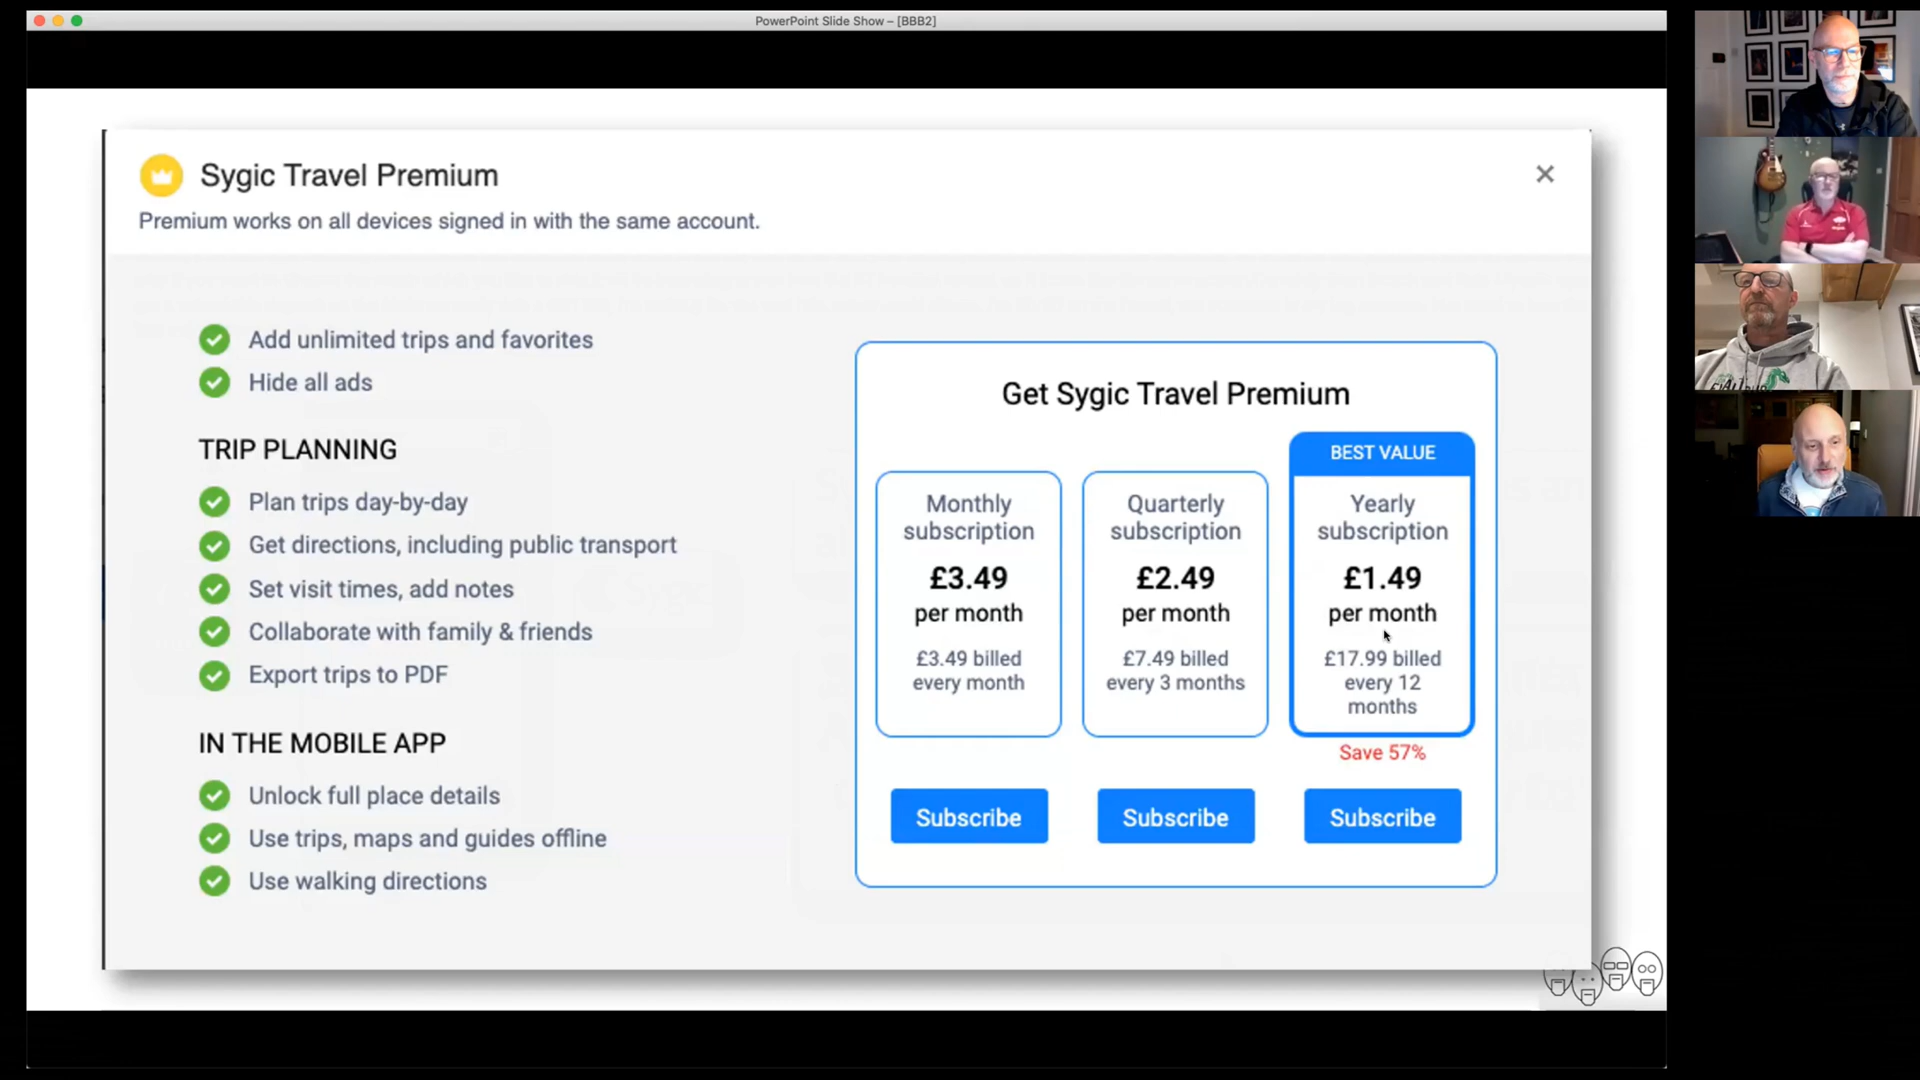 PowerPoint Slide Show – [BBB2]
Sygic Travel Premium
Premium works on all devices signed in with the same account.
Add unlimited trips and favorites
Hide all ads
TRIP PLANNING
Plan trips day-by-day
Get directions, including public transport
Set visit times, add notes
Collaborate with family & friends
Export trips to PDF
IN THE MOBILE APP
Unlock full place details
Use trips, maps and guides offline
Use walking directions
Get Sygic Travel Premium
Monthly
subscription
£3.49
per month
£3.49 billed
every month
Subscribe
Quarterly
subscription
£2.49
per month
£7.49 billed
every 3 months
Subscribe
BEST VALUE
Yearly
subscription
£1.49
per month
£17.99 billed
every 12
months
Save 57%
Subscribe